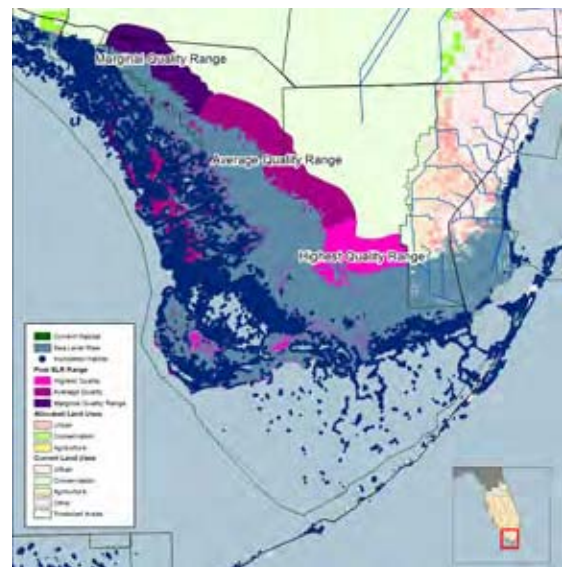 Marginal Quality Range
Average Quality Range
Highest Quality Range
Current Habitat
Sea Level Rise
Inundated Habitat
Post SLR Range
Highest Quality
Average Quality
Marginal Quality Range
Allocated Land Uses
Urban
Conservation
Agriculture
Current Land Uses
Urban
Conservation
Agriculture
Other
Protected Areas